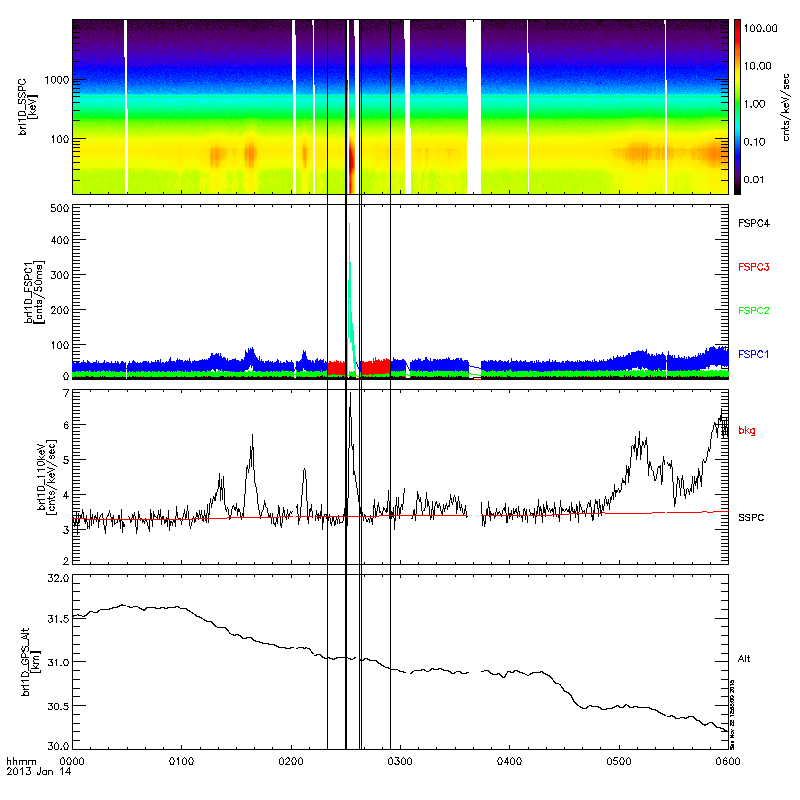 brl1D_SSPC
[keV]
1000
100
100.00
10.00
1.00
0.10
0.01
cnts/keV/sec
brl1D_FSPC1
[cnts/50ms]
500
400
300
200
100
0
FSPC4
FSPC3
FSPC2
FSPC1
brl1D_110keV
[cnts/keV/sec]
7
6
5
4
3
2
bkg
SSPC
brl1D_GPS_Alt
[km]
32.0
31.5
31.0
30.5
30.0
Alt
hhmm
0000 0100 0200 0300 0400 0500 0600
2013 Jan 14